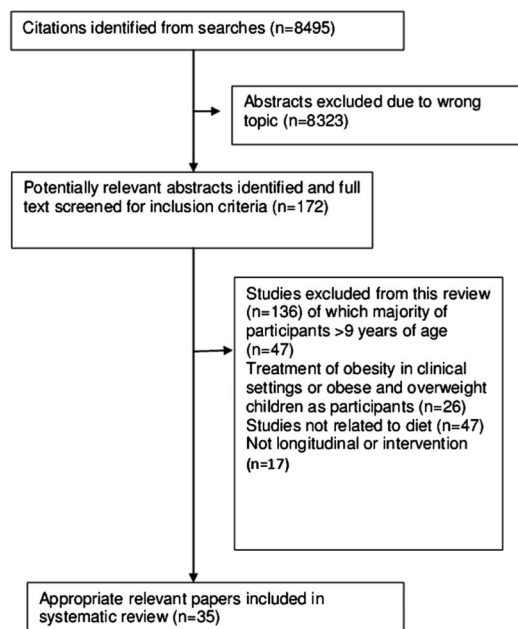 Citations identified from searches (n=8495)
Abstracts excluded due to wrong
topic (n=8323)
Potentially relevant abstracts identified and full
text screened for inclusion criteria (n=172)
Studies excluded from this review
(n=136) of which majority of
participants >9 years of age
(n=47)
Treatment of obesity in clinical
settings or obese and overweight
children as participants (n=26)
Studies not related to diet (n=47)
Not longitudinal or intervention
(n=17)
Appropriate relevant papers included in
systematic review (n=35)